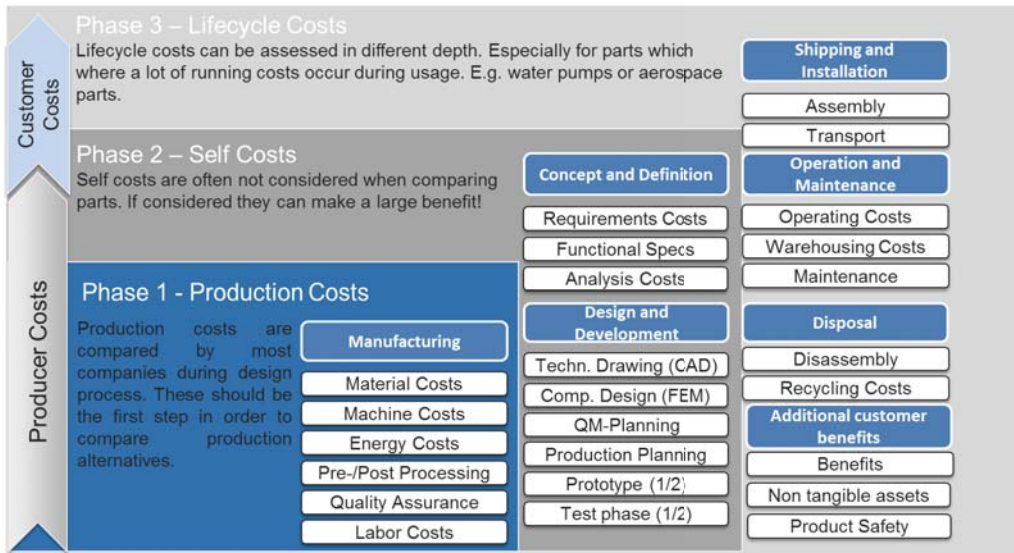 Customer
Costs
Producer Costs
Phase 3 – Lifecycle Costs
Lifecycle costs can be assessed in different depth. Especially for parts which
where a lot of running costs occur during usage. E.g. water pumps or aerospace
parts.
Phase 2 – Self Costs
Self costs are often not considered when comparing
parts. If considered they can make a large benefit!
Phase 1 - Production Costs
Production costs are
compared by most
companies during design
process. These should be
the first step in order to
compare production
alternatives.
Manufacturing
Material Costs
Machine Costs
Energy Costs
Pre-/Post Processing
Quality Assurance
Labor Costs
Concept and Definition
Requirements Costs
Functional Specs
Analysis Costs
Design and
Development
Techn. Drawing (CAD)
Comp. Design (FEM)
QM-Planning
Production Planning
Prototype (1/2)
Test phase (1/2)
Shipping and
Installation
Assembly
Transport
Operation and
Maintenance
Operating Costs
Warehousing Costs
Maintenance
Disposal
Disassembly
Recycling Costs
Additional customer
benefits
Benefits
Non tangible assets
Product Safety